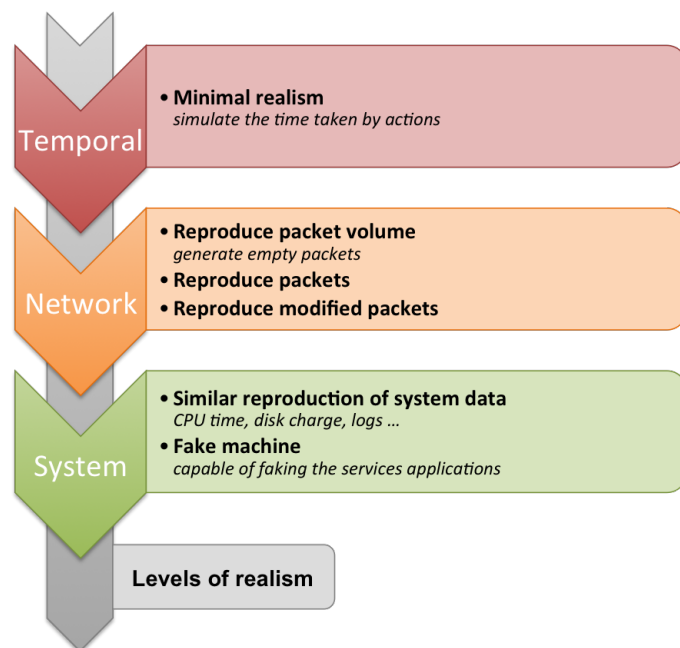 Temporal
• Minimal realism
simulate the time taken by actions
Network
• Reproduce packet volume
generate empty packets
• Reproduce packets
• Reproduce modified packets
System
• Similar reproduction of system data
CPU time, disk charge, logs ...
• Fake machine
capable of faking the services applications
Levels of realism